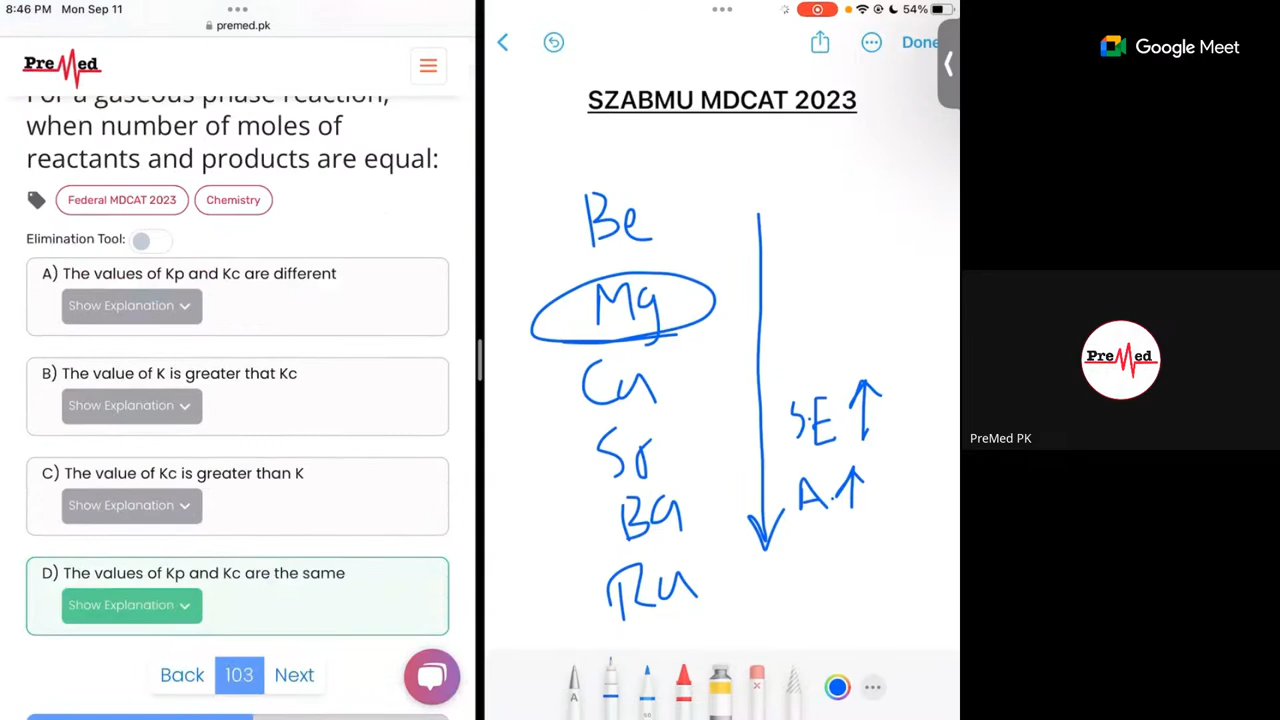 8:46 PM Mon Sep 11
premed.pk
PreMed
For a gaseous phase reaction,
when number of moles of
reactants and products are equal:
Federal MDCAT 2023
Chemistry
Elimination Tool:
A) The values of Kp and Kc are different
Show Explanation
B) The value of K is greater that Kc
Show Explanation
C) The value of Kc is greater than K
Show Explanation
D) The values of Kp and Kc are the same
Show Explanation
Back 103 Next
54%
Done
SZABMU MDCAT 2023
Be
Mg
Ca
Sr
Ba
Ra
S.E ↑
A. ↑
A
50
Google Meet
PreMed
PreMed PK